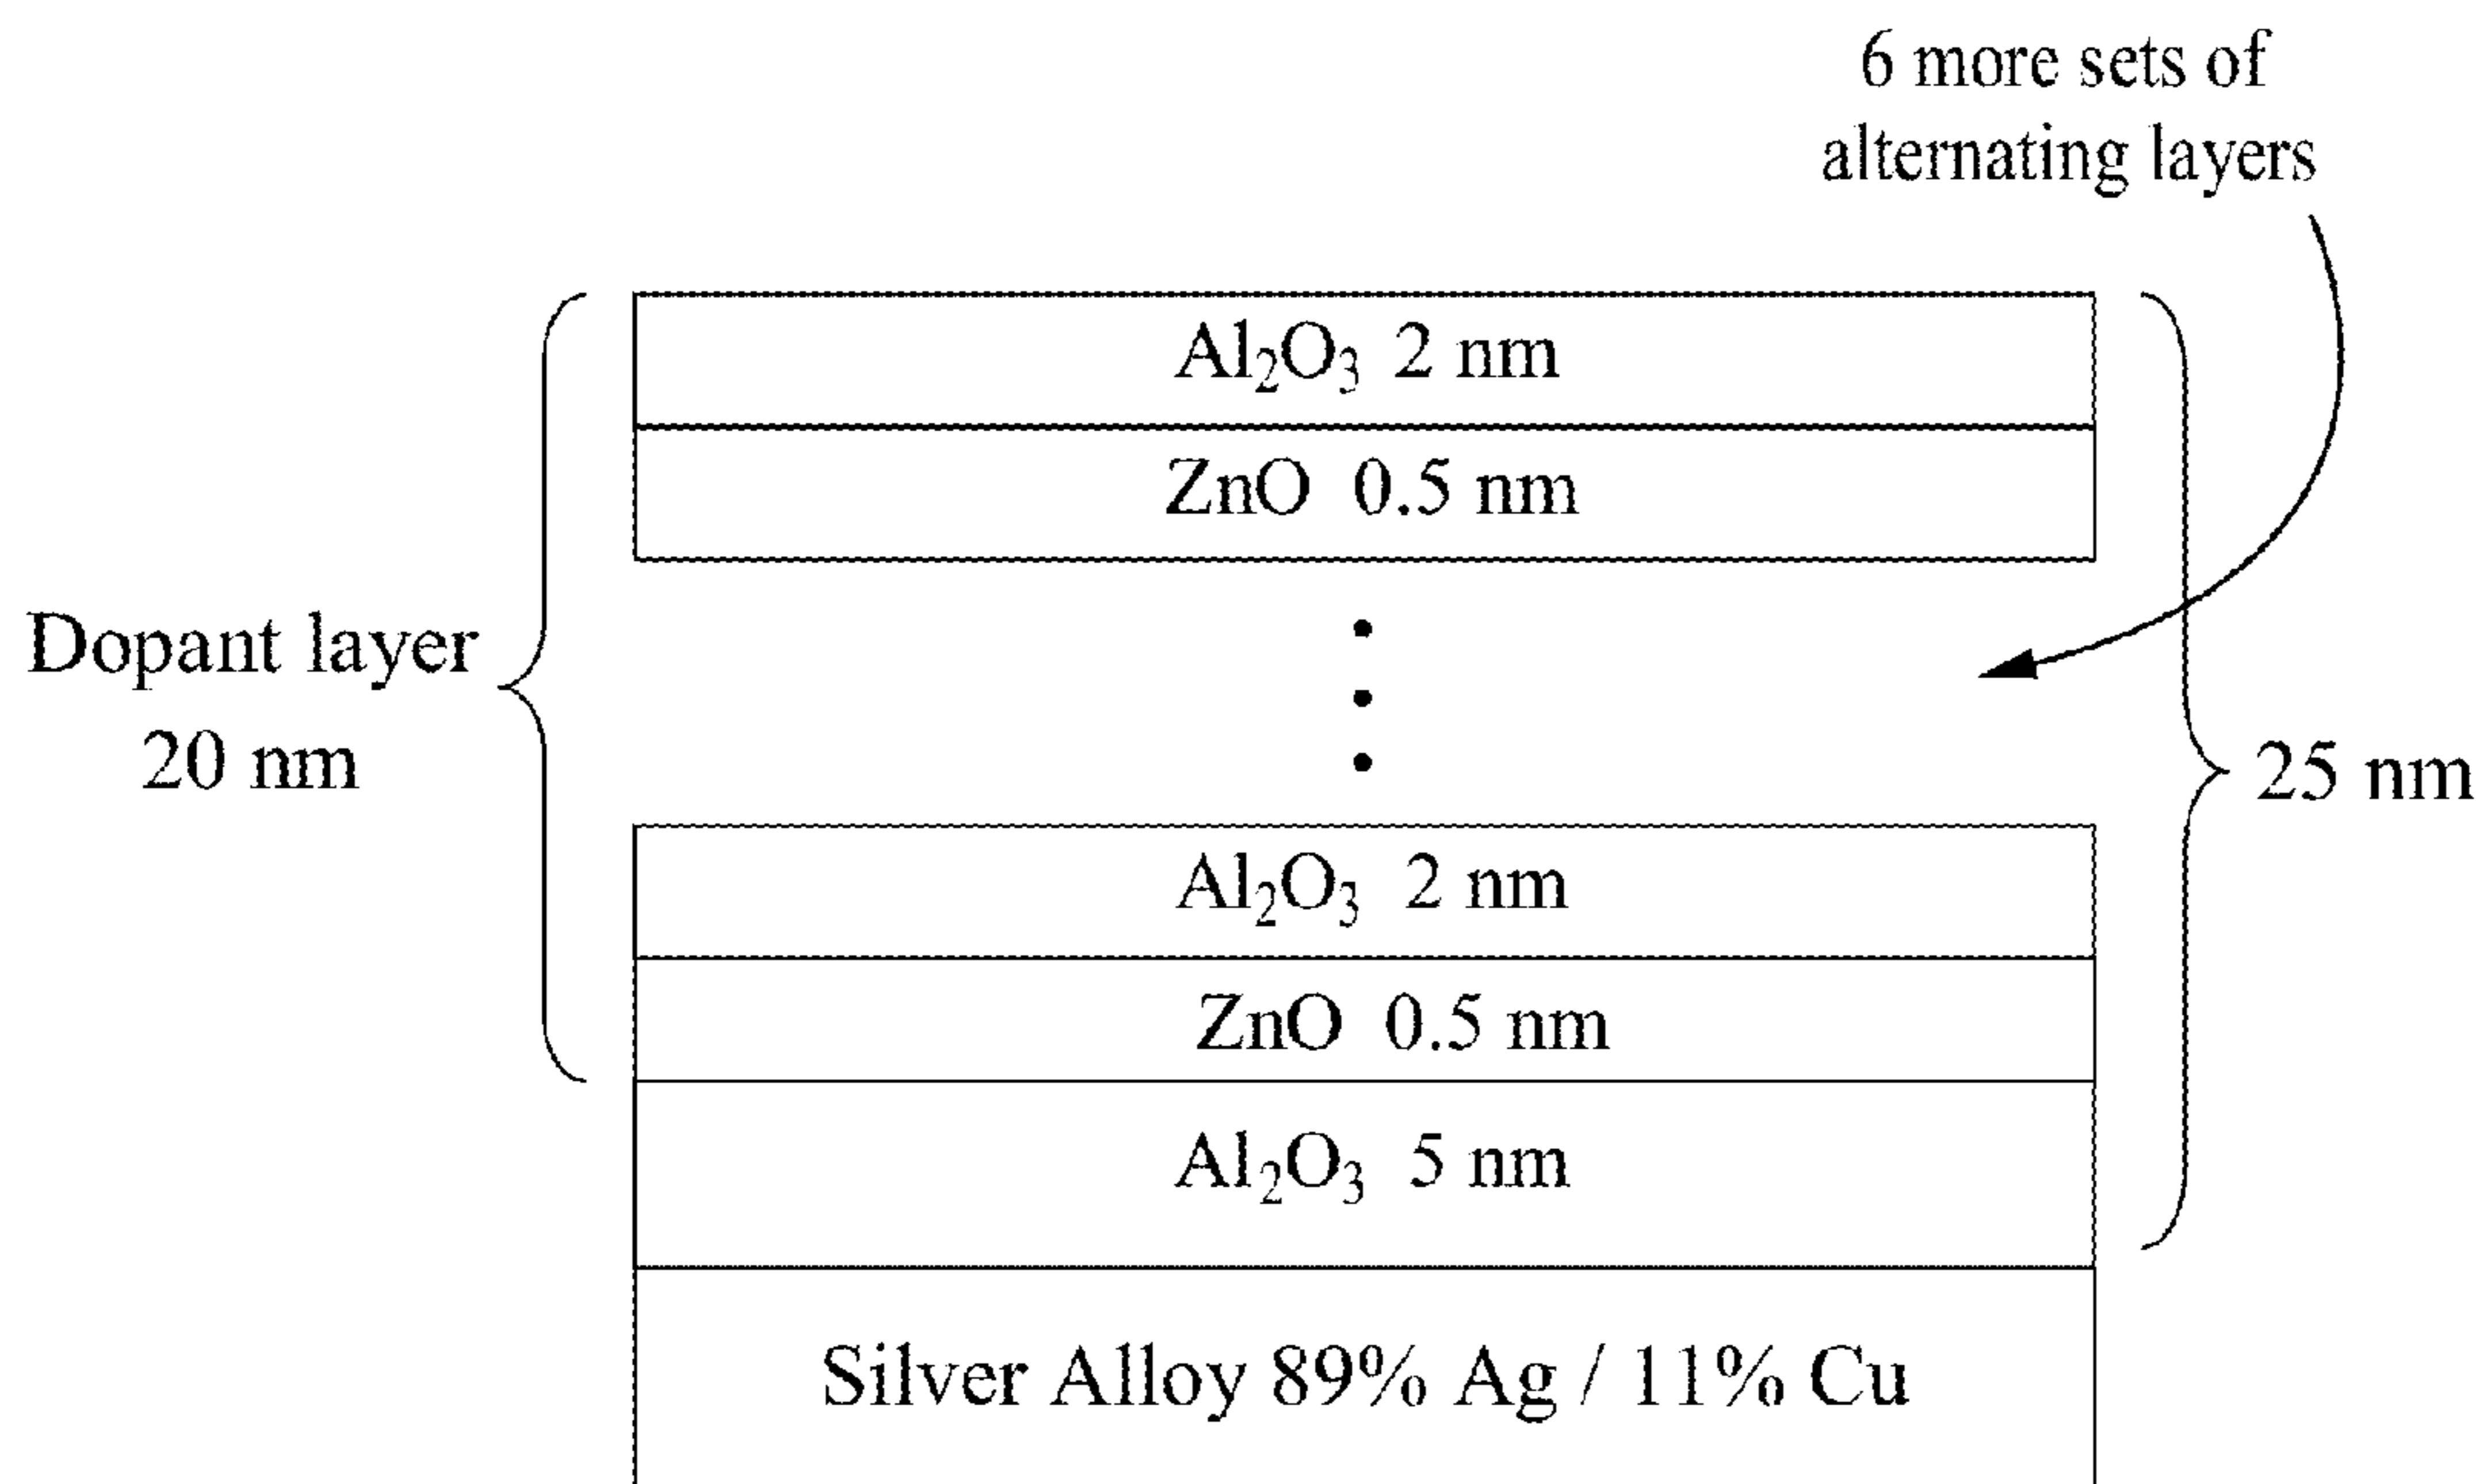 6 more sets of
alternating layers
Al₂O₃ 2 nm
ZnO 0.5 nm
Dopant layer
20 nm
25 nm
Al₂O₃ 2 nm
ZnO 0.5 nm
Al₂O₃ 5 nm
Silver Alloy 89% Ag / 11% Cu